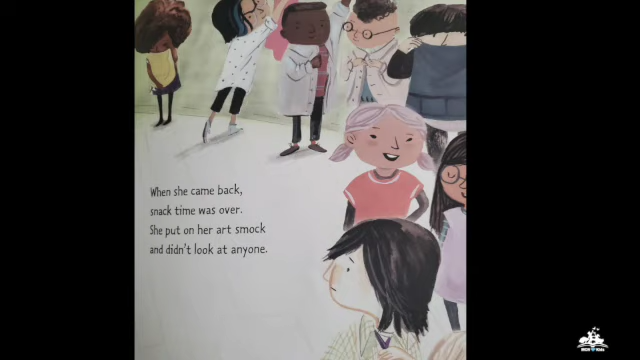 When she came back,
snack time was over.
She put on her art smock
and didn't look at anyone.